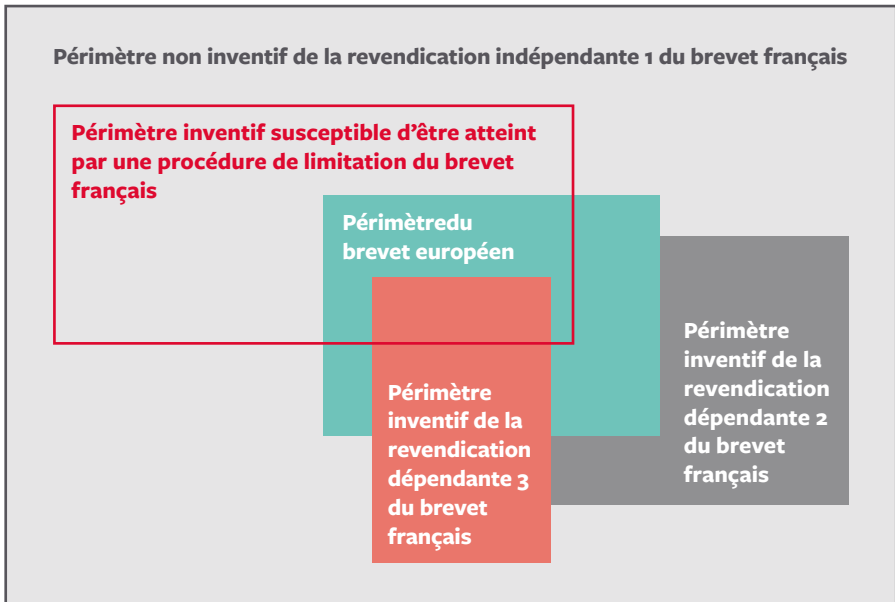 Périmètre non inventif de la revendication indépendante 1 du brevet français
Périmètre inventif susceptible d'être atteint
par une procédure de limitation du brevet
français
Périmètredu
brevet européen
Périmètre
inventif de la
revendication
dépendante 2
du brevet
français
Périmètre
inventif de la
revendication
dépendante 3
du brevet
français